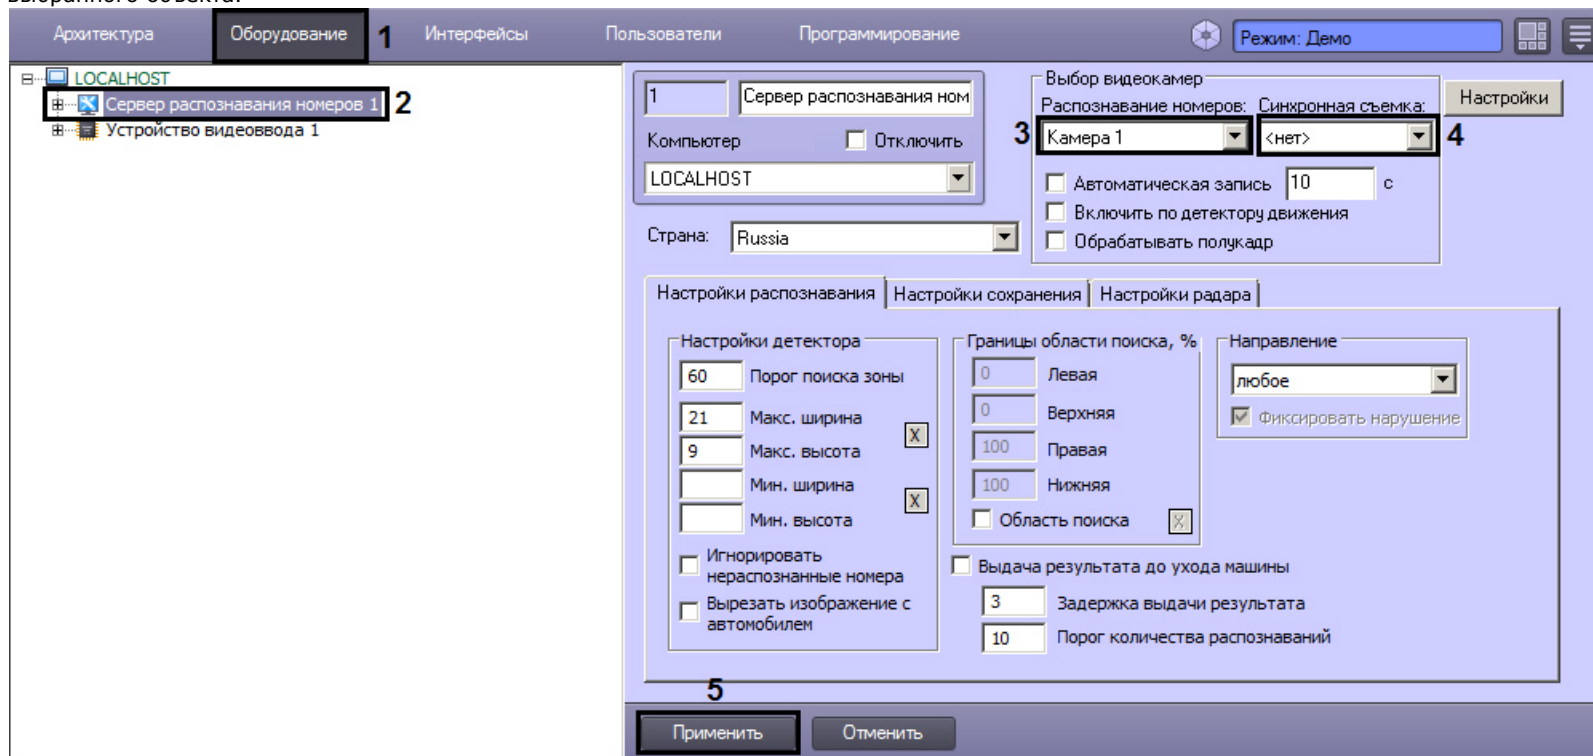 выбранного объекта.
Архитектура Оборудование 1 Интерфейсы Пользователи Программирование Режим: Демо
LOCALHOST
Сервер распознавания номеров 1 2
Устройство видеоввода 1
1 Сервер распознавания ном
Компьютер Отключить
LOCALHOST
Страна: Russia
Выбор видеокамер
Распознавание номеров: Синхронная съемка: Настройки
3 Камера 1 <нет> 4
Автоматическая запись 10 с
Включить по детектору движения
Обрабатывать полукадр
Настройки распознавания Настройки сохранения Настройки радара
Настройки детектора
60 Порог поиска зоны
21 Макс. ширина
X
9 Макс. высота
Мин. ширина
X
Мин. высота
Игнорировать
нераспознанные номера
Вырезать изображение с
автомобилем
Границы области поиска, %
0 Левая
0 Верхняя
100 Правая
100 Нижняя
Область поиска X
Направление
любое
Фиксировать нарушение
Выдача результата до ухода машины
3 Задержка выдачи результата
10 Порог количества распознаваний
5
Применить Отменить